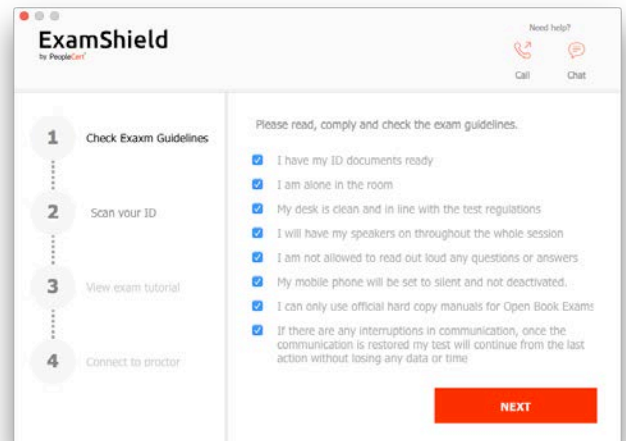 Need help?
ExamShield
by PeopleCert
Call
Chat
1
Check Exaxm Guidelines
2
Scan your ID
3
View exam tutorial
4
Connect to proctor
Please read, comply and check the exam guidelines.
I have my ID documents ready
I am alone in the room
My desk is clean and in line with the test regulations
I will have my speakers on throughout the whole session
I am not allowed to read out loud any questions or answers
My mobile phone will be set to silent and not deactivated.
I can only use official hard copy manuals for Open Book Exams
If there are any interruptions in communication, once the
communication is restored my test will continue from the last
action without losing any data or time
NEXT